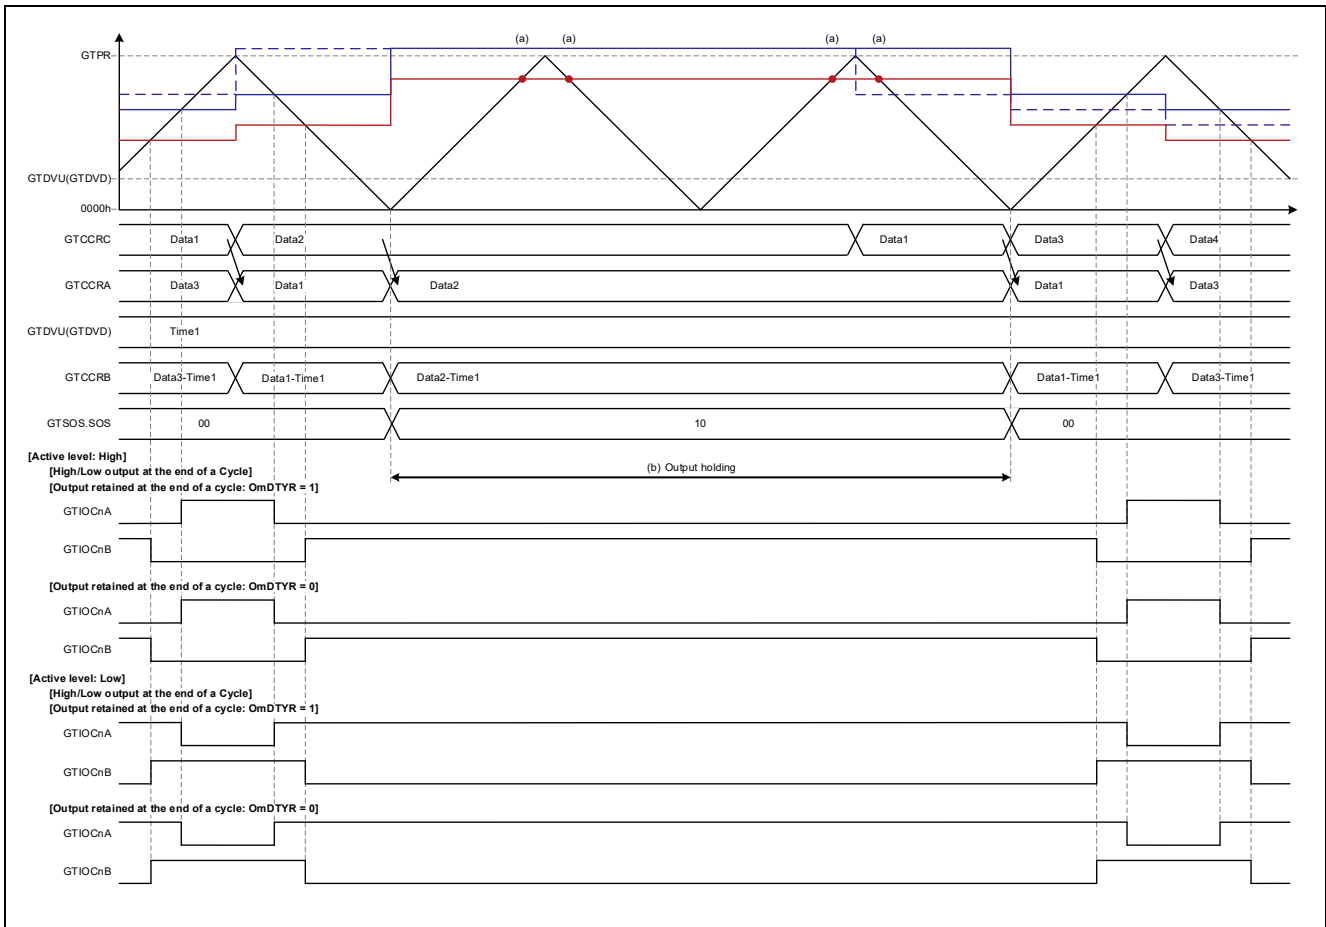 (a) (a) (a) (a)
GTPR
GTDVU(GTDVD)
0000h
GTCCRC Data1 Data2 Data1 Data3 Data4
GTCCRA Data3 Data1 Data2 Data1 Data3
GTDVU(GTDVD) Time1
GTCCRB Data3-Time1 Data1-Time1 Data2-Time1 Data1-Time1 Data3-Time1
GTSOS.SOS 00 10 00
[Active level: High]
(b) Output holding
[High/Low output at the end of a Cycle]
[Output retained at the end of a cycle: OmDTYR = 1]
GTIOCnA
GTIOCnB
[Output retained at the end of a cycle: OmDTYR = 0]
GTIOCnA
GTIOCnB
[Active level: Low]
[High/Low output at the end of a Cycle]
[Output retained at the end of a cycle: OmDTYR = 1]
GTIOCnA
GTIOCnB
[Output retained at the end of a cycle: OmDTYR = 0]
GTIOCnA
GTIOCnB